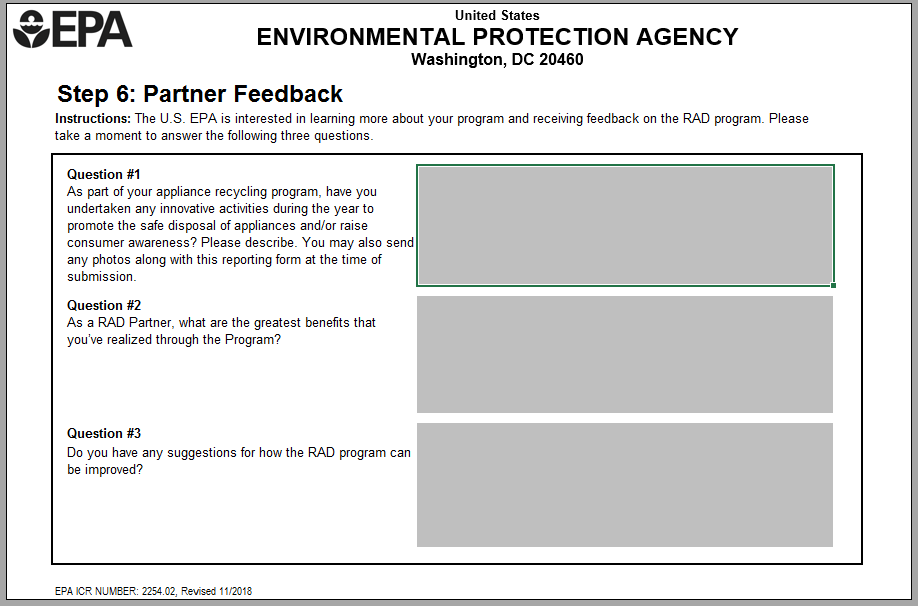 EPA
United States
ENVIRONMENTAL PROTECTION AGENCY
Washington, DC 20460
Step 6: Partner Feedback
Instructions: The U.S. EPA is interested in learning more about your program and receiving feedback on the RAD program. Please
take a moment to answer the following three questions.
Question #1
As part of your appliance recycling program, have you
undertaken any innovative activities during the year to
promote the safe disposal of appliances and/or raise
consumer awareness? Please describe. You may also send
any photos along with this reporting form at the time of
submission.
Question #2
As a RAD Partner, what are the greatest benefits that
you've realized through the Program?
Question #3
Do you have any suggestions for how the RAD program can
be improved?
EPA ICR NUMBER: 2254.02, Revised 11/2018